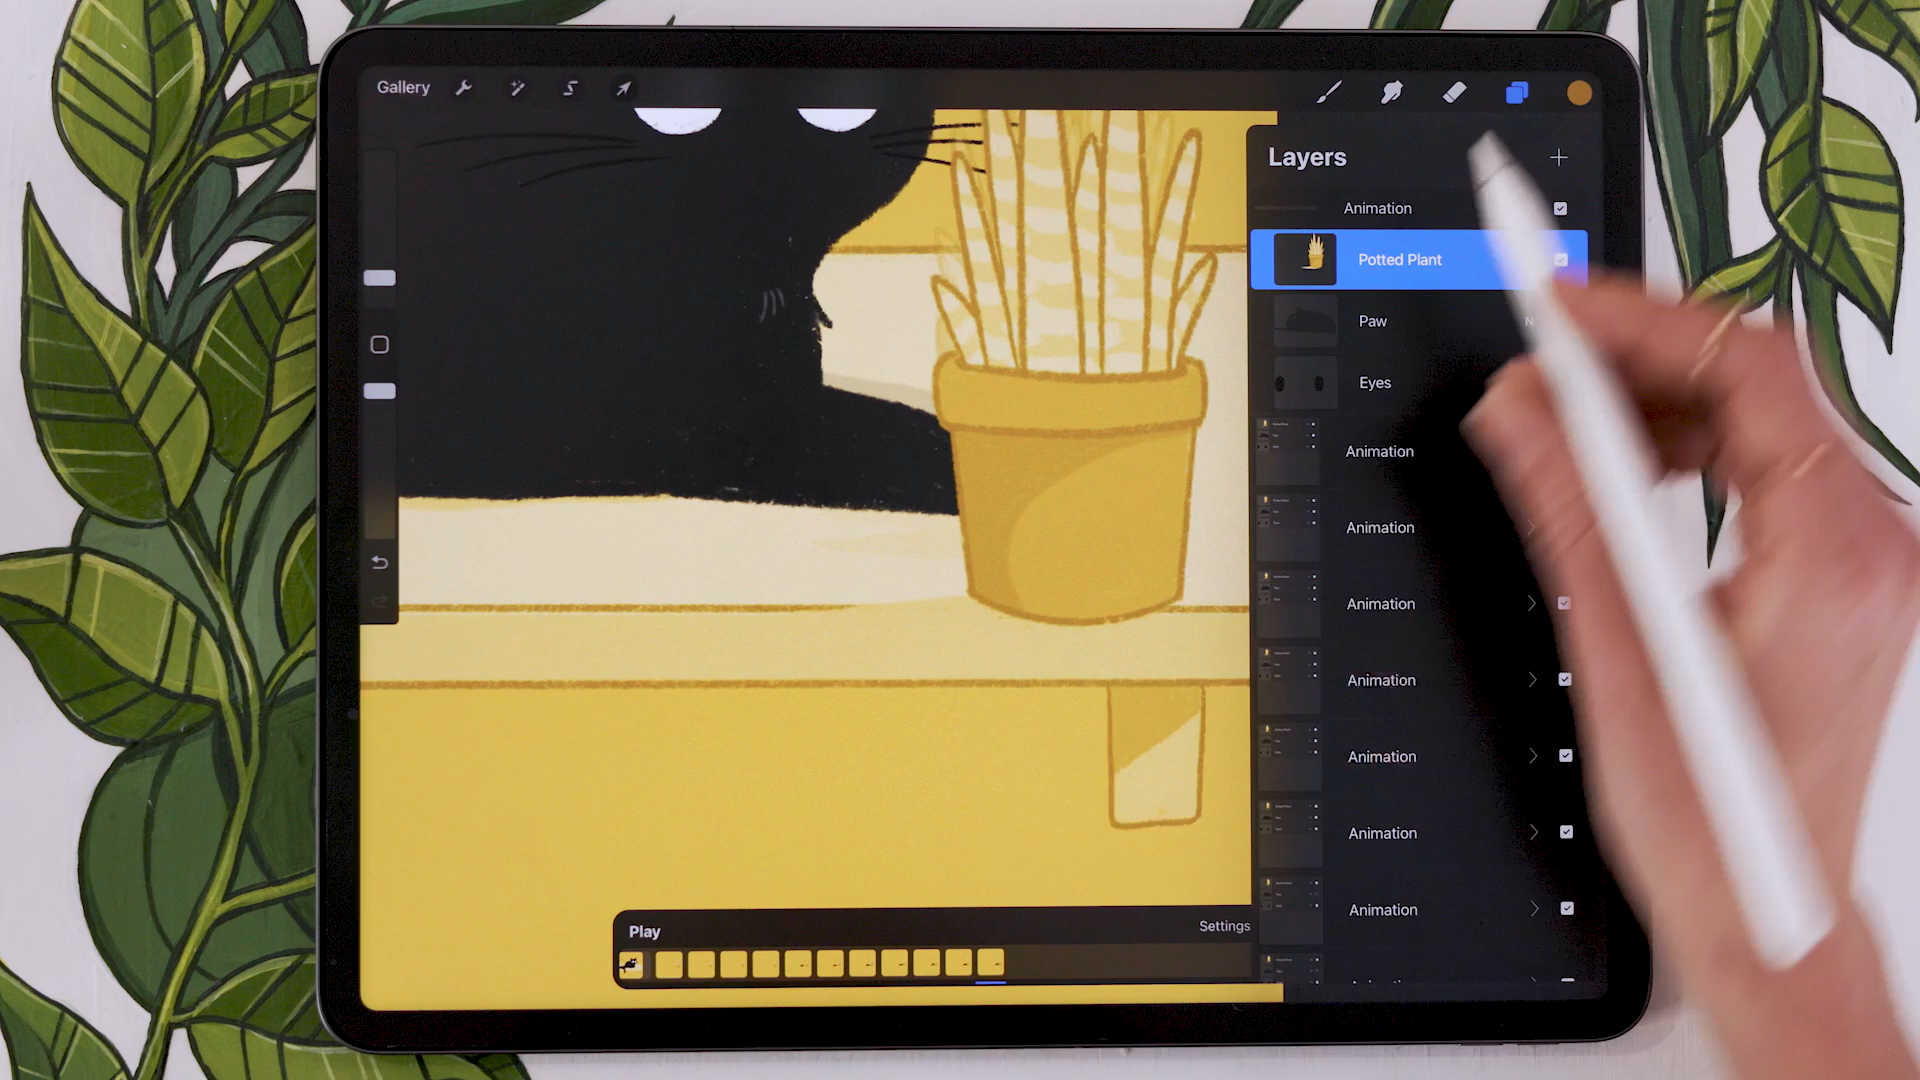 Gallery
Layers
Animation
Potted Plant
Paw
N
Eyes
Animation
Animation
Animation
Animation
Animation
Animation
Animation
Play
Settings